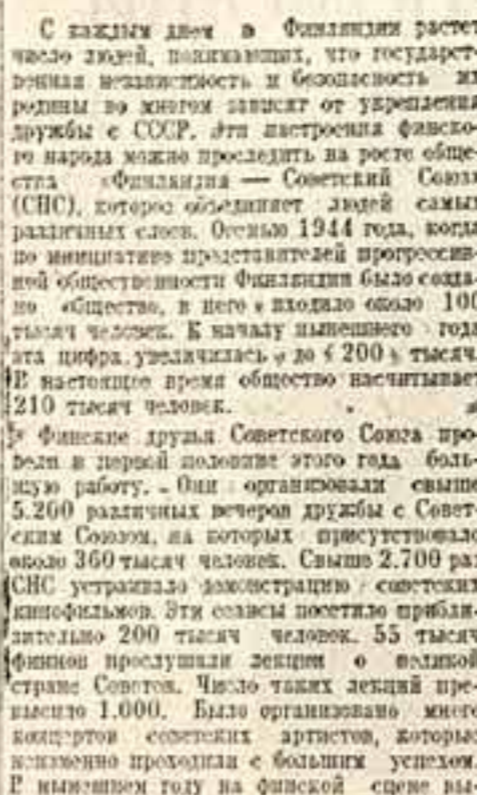 С каждым днем в Финляндии растет
число людей, понимающих, что государст-
венная независимость и безопасность их
родины во многом зависят от укрепления
дружбы с СССР. Эти настроения финско-
го народа можно проследить на росте обще-
ства «Финляндия — Советский Союз»
(СНС), которое объединяет людей самых
различных слоев. Осенью 1944 года, когда
по инициативе представителей прогрессив-
ной общественности Финляндии было созда-
но общество, в него входило около 100
тысяч человек. К началу нынешнего года
эта цифра увеличилась до 200 тысяч.
В настоящее время общество насчитывает
210 тысяч человек.
Финские друзья Советского Союза про-
вели в первой половине этого года боль-
шую работу. Они организовали свыше
5.200 различных вечеров дружбы с Совет-
ским Союзом, на которых присутствовало
около 360 тысяч человек. Свыше 2.700 раз
СНС устраивало демонстрацию советских
кинофильмов. Эти сеансы посетило прибли-
зительно 200 тысяч человек. 55 тысяч
финнов прослушали лекции о великой
стране Советов. Число таких лекций пре-
высило 1.000. Было организовано много
концертов советских артистов, которые
неизменно проходили с большим успехом.
В нынешнем году на финской сцене вы-